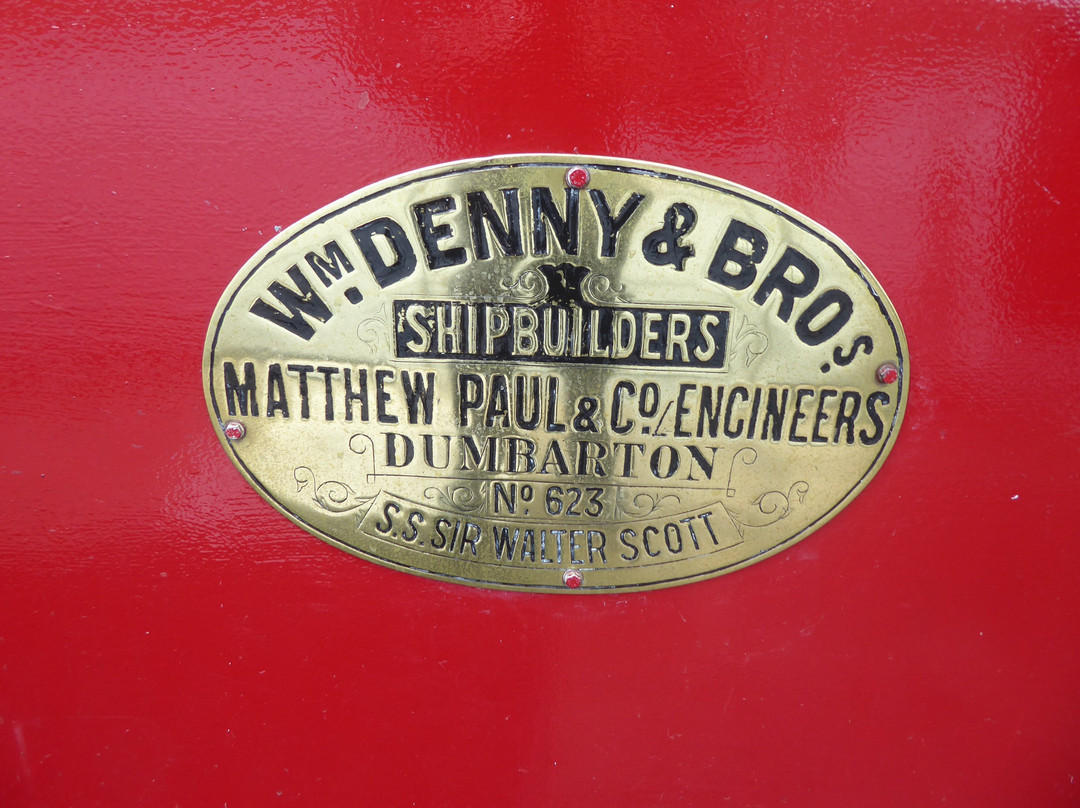 WM. DENNY & BROS.
SHIPBUILDERS
MATTHEW PAUL & CO/ENGINEERS
DUMBARTON
NO 623
S.S. SIR WALTER SCOTT